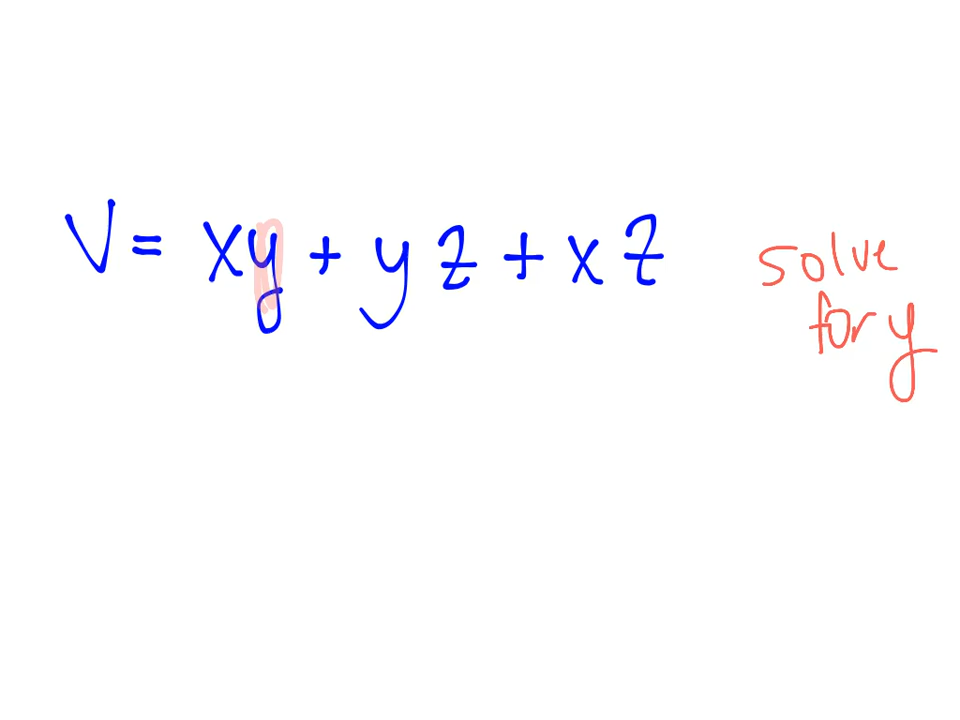 V = xy + yz + xz
solve
for y